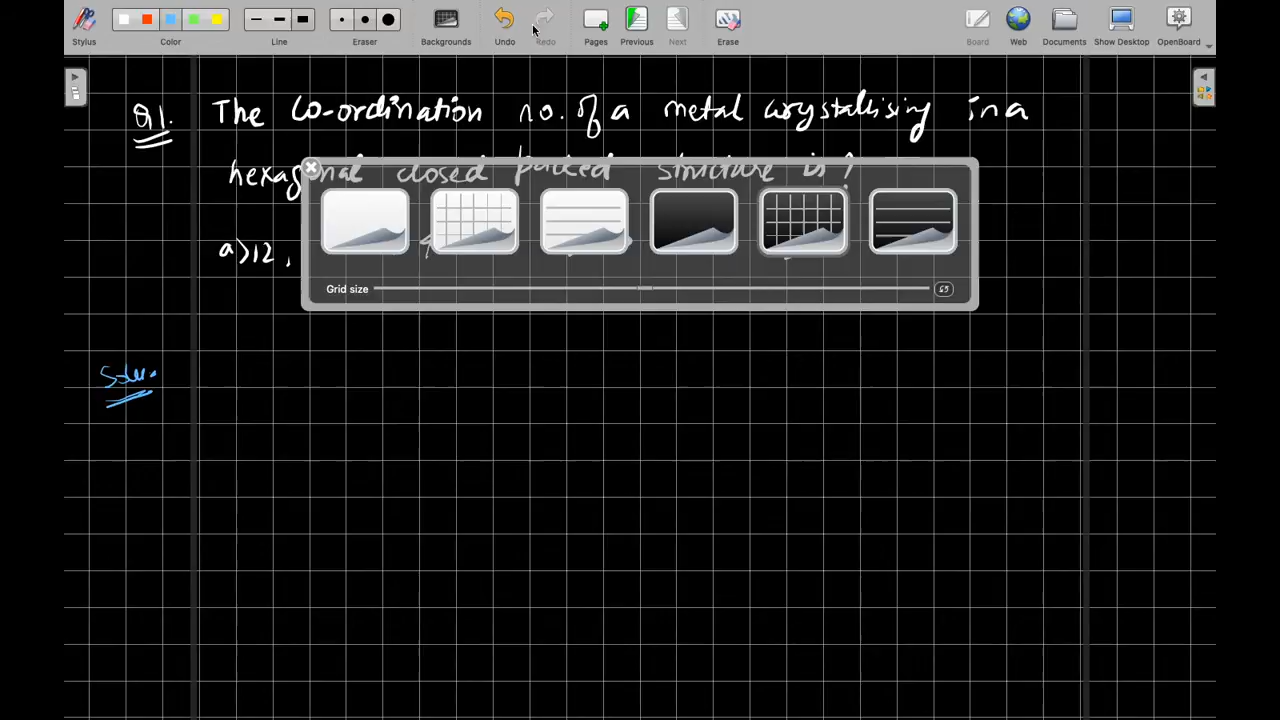 Stylus Color Line Eraser Backgrounds Undo Redo Pages Previous Next Erase Board Web Documents Show Desktop OpenBoard
Q1. The co-ordination no. of a metal crystallising in a
hexagonal closed packed structure is?
a) 12,
Grid size 65
Soln.